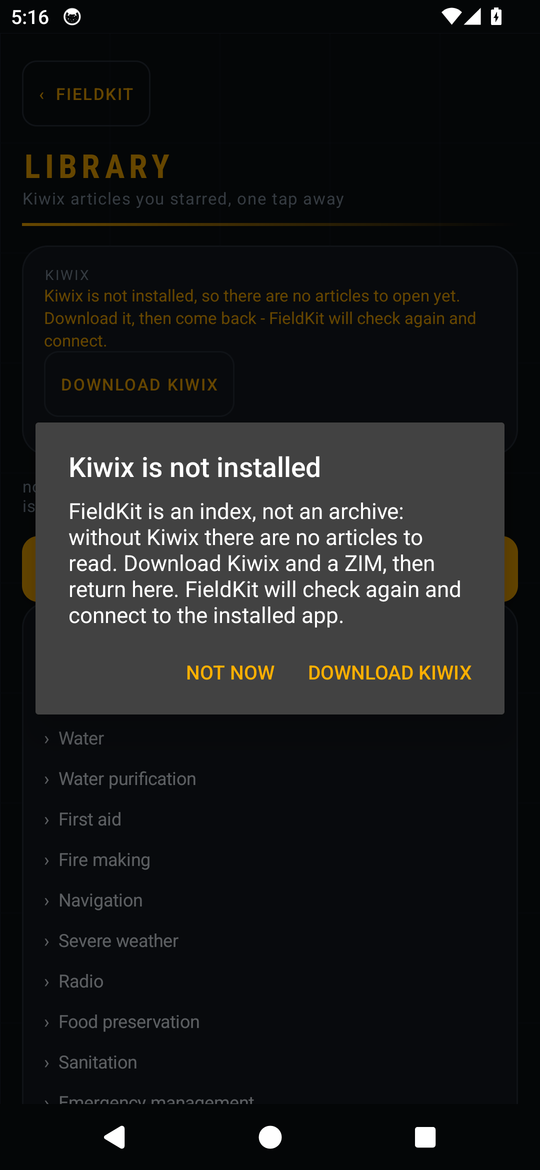 5:16
‹ FIELDKIT
LIBRARY
Kiwix articles you starred, one tap away
KIWIX
Kiwix is not installed, so there are no articles to open yet.
Download it, then come back - FieldKit will check again and
connect.
DOWNLOAD KIWIX
Kiwix is not installed
FieldKit is an index, not an archive:
without Kiwix there are no articles to
read. Download Kiwix and a ZIM, then
return here. FieldKit will check again and
connect to the installed app.
NOT NOW DOWNLOAD KIWIX
› Water
› Water purification
› First aid
› Fire making
› Navigation
› Severe weather
› Radio
› Food preservation
› Sanitation
› Emergency management